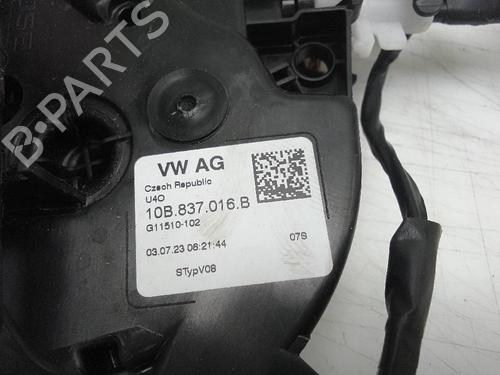 B-PARTS
VW AG
Czech Republic
U4O
10B.837.016.B
G11510-102
03.07.23 06:21:44 07S
STypV08